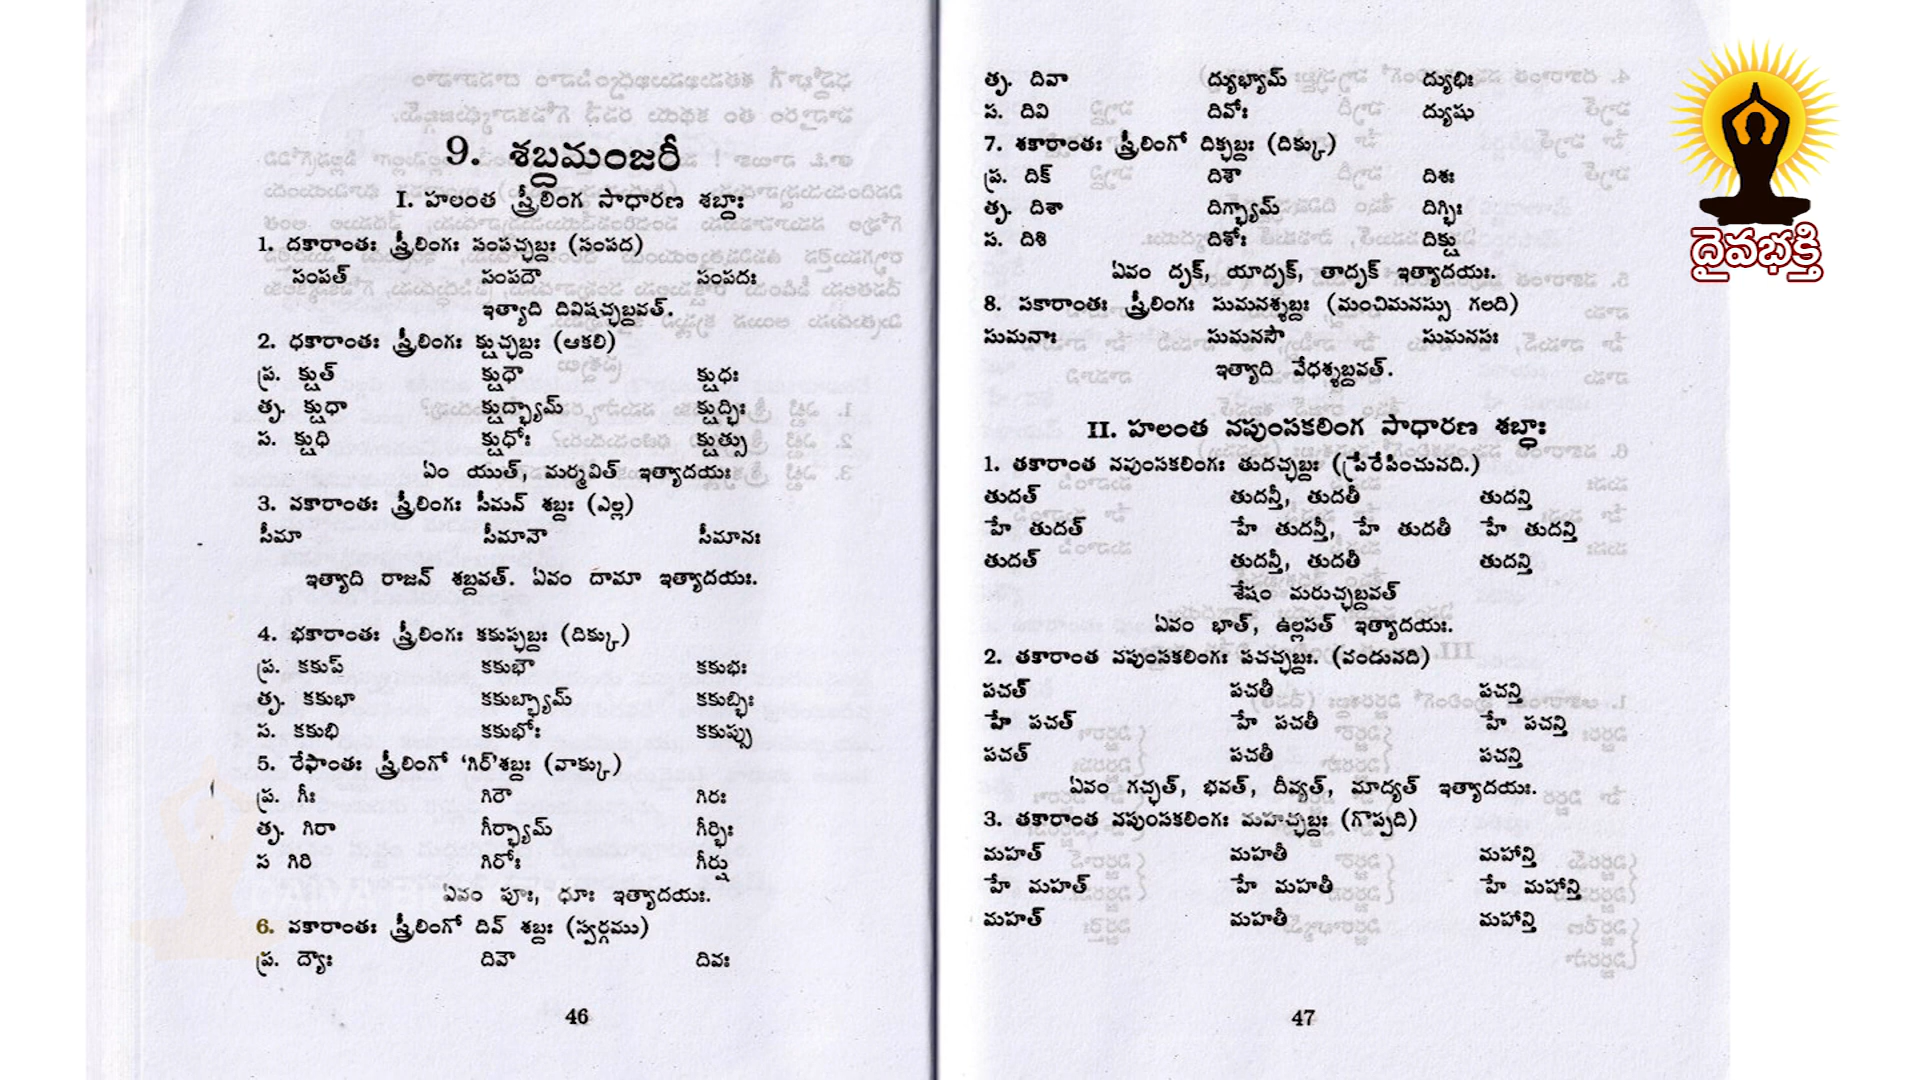 9. శబ్దమంజరీ
I. హలంత స్త్రీలింగ సాధారణ శబ్దాః
1. దకారాంతః స్త్రీలింగః సంపచ్ఛబ్దః (సంపద)
సంపత్ సంపదౌ సంపదః
ఇత్యాది దివిషచ్ఛబ్దవత్.
2. ధకారాంతః స్త్రీలింగః క్షుచ్ఛబ్దః (ఆకలి)
ప్ర. క్షుత్ క్షుధౌ క్షుధః
తృ. క్షుధా క్షుద్భ్యామ్ క్షుద్భిః
స. క్షుధి క్షుధోః క్షుత్సు
ఏం యుత్, మర్మవిత్ ఇత్యాదయః
3. నకారాంతః స్త్రీలింగః సీమన్ శబ్దః (ఎల్ల)
సీమా సీమానౌ సీమానః
ఇత్యాది రాజన్ శబ్దవత్. ఏవం దామా ఇత్యాదయః.
4. భకారాంతః స్త్రీలింగః కకుప్ఛబ్దః (దిక్కు)
ప్ర. కకుప్ కకుభౌ కకుభః
తృ. కకుభా కకుబ్భ్యామ్ కకుబ్భిః
స. కకుభి కకుభోః కకుప్సు
5. రేఫాంతః స్త్రీలింగో ‘గిర్’శబ్దః (వాక్కు)
ప్ర. గీః గిరౌ గిరః
తృ. గిరా గీర్భ్యామ్ గీర్భిః
స గిరి గిరోః గీర్షు
ఏవం పూః, ధూః ఇత్యాదయః.
6. వకారాంతః స్త్రీలింగో దివ్ శబ్దః (స్వర్గము)
ప్ర. ద్యౌః దివౌ దివః
46
తృ. దివా ద్యుభ్యామ్ ద్యుభిః
స. దివి దివోః ద్యుషు
7. శకారాంతః స్త్రీలింగో దిక్ఛబ్దః (దిక్కు)
ప్ర. దిక్ దిశౌ దిశః
తృ. దిశా దిగ్భ్యామ్ దిగ్భిః
స. దిశి దిశోః దిక్షు
ఏవం దృక్, యాదృక్, తాదృక్ ఇత్యాదయః.
8. సకారాంతః స్త్రీలింగః సుమనశ్శబ్దః (మంచిమనస్సు గలది)
సుమనాః సుమనసౌ సుమనసః
ఇత్యాది వేధశ్శబ్దవత్.
II. హలంత నపుంసకలింగ సాధారణ శబ్దాః
1. తకారాంత నపుంసకలింగః తుదచ్ఛబ్దః (ప్రేరేపించునది.)
తుదత్ తుదన్తీ, తుదతీ తుదన్తి
హే తుదత్ హే తుదన్తీ, హే తుదతీ హే తుదన్తి
తుదత్ తుదన్తీ, తుదతీ తుదన్తి
శేషం మరుచ్ఛబ్దవత్
ఏవం భాత్, ఉల్లసత్ ఇత్యాదయః.
2. తకారాంత నపుంసకలింగః పచచ్ఛబ్దః. (వండునది)
పచత్ పచతీ పచన్తి
హే పచత్ హే పచతీ హే పచన్తి
పచత్ పచతీ పచన్తి
ఏవం గచ్ఛత్, భవత్, దీవ్యత్, మాద్యత్ ఇత్యాదయః.
3. తకారాంత నపుంసకలింగః మహచ్ఛబ్దః (గొప్పది)
మహత్ మహతీ మహాన్తి
హే మహత్ హే మహతీ హే మహాన్తి
మహత్ మహతీ మహాన్తి
47
దైవభక్తి